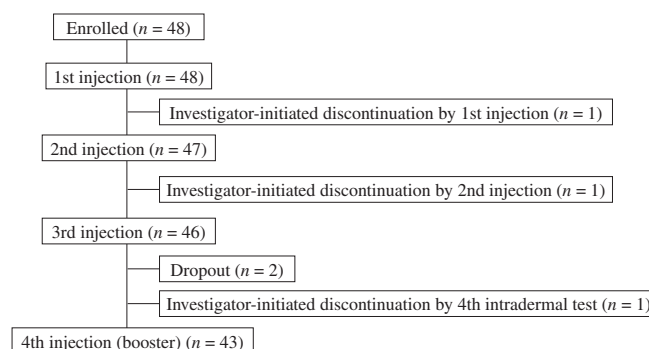 Enrolled (n = 48)
1st injection (n = 48)
Investigator-initiated discontinuation by 1st injection (n = 1)
2nd injection (n = 47)
Investigator-initiated discontinuation by 2nd injection (n = 1)
3rd injection (n = 46)
Dropout (n = 2)
Investigator-initiated discontinuation by 4th intradermal test (n = 1)
4th injection (booster) (n = 43)